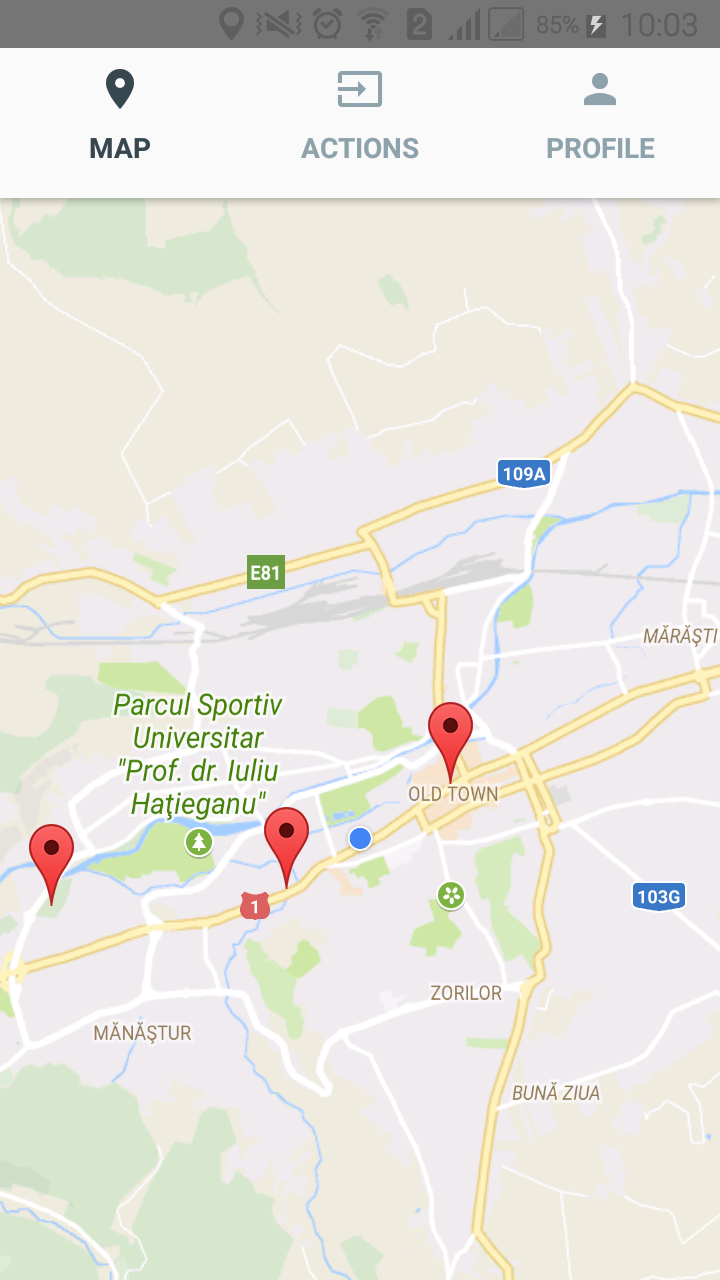 2 85% 10:03
MAP ACTIONS PROFILE
109A
E81
MĂRĂŞTI
Parcul Sportiv
Universitar
"Prof. dr. Iuliu
Haţieganu"
OLD TOWN
1
103G
ZORILOR
MĂNĂŞTUR
BUNĂ ZIUA